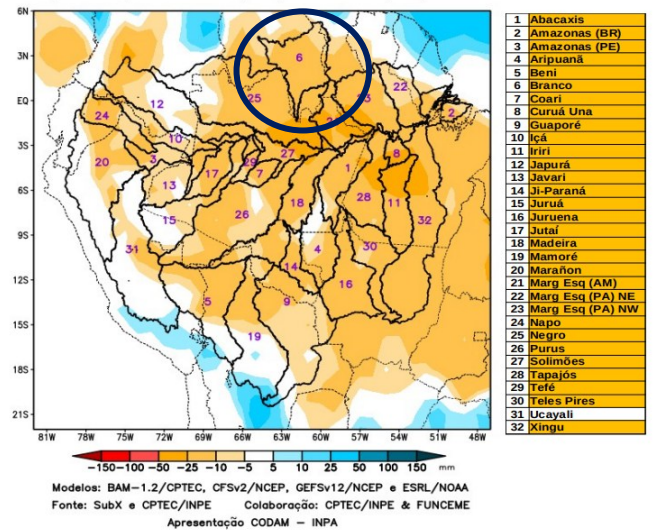 6N
3N
EQ
3S
6S
9S
12S
15S
18S
21S
81W 78W 75W 72W 69W 66W 63W 60W 57W 54W 51W 48W
6
25
23
22
2
12
24
10
20
3
13
17
29
7
27
1
8
15
26
18
28
11
32
31
4
30
14
5
9
16
19
-150 -100 -50 -25 -10 -5 5 10 25 50 100 150 mm
Modelos: BAM-1.2/CPTEC, CFSv2/NCEP, GEFSv12/NCEP e ESRL/NOAA
Fonte: SubX e CPTEC/INPE Colaboração: CPTEC/INPE & FUNCEME
Apresentação CODAM - INPA
1 Abacaxis
2 Amazonas (BR)
3 Amazonas (PE)
4 Aripuanã
5 Beni
6 Branco
7 Coari
8 Curuá Una
9 Guaporé
10 Içá
11 Iriri
12 Japurá
13 Javari
14 Ji-Paraná
15 Juruá
16 Juruena
17 Jutaí
18 Madeira
19 Mamoré
20 Marañon
21 Marg Esq (AM)
22 Marg Esq (PA) NE
23 Marg Esq (PA) NW
24 Napo
25 Negro
26 Purus
27 Solimões
28 Tapajós
29 Tefé
30 Teles Pires
31 Ucayali
32 Xingu